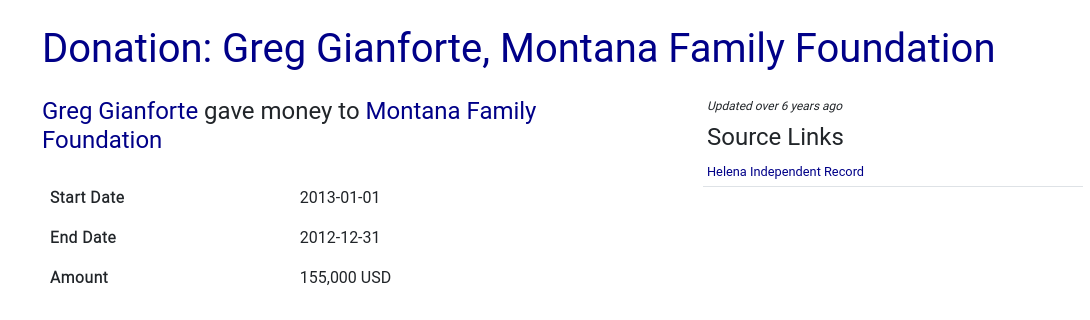 Donation: Greg Gianforte, Montana Family Foundation
Greg Gianforte gave money to Montana Family
Foundation
Start Date 2013-01-01
End Date 2012-12-31
Amount 155,000 USD
Updated over 6 years ago
Source Links
Helena Independent Record